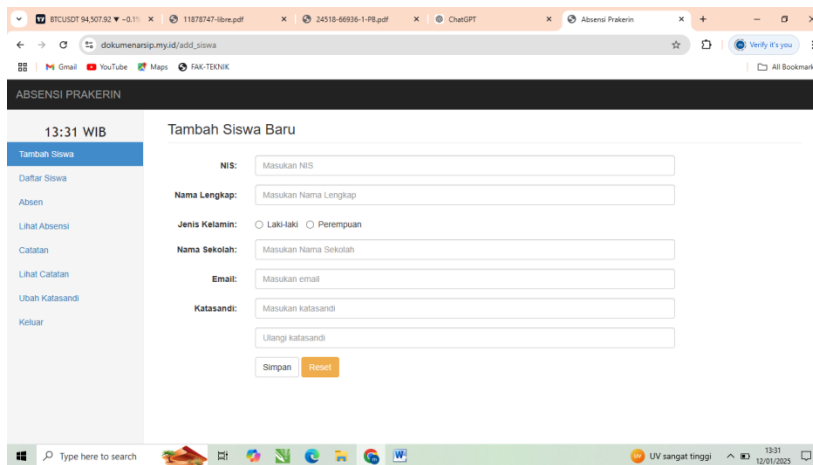 BTCUSDT 94,507.92 ▼ −0.1
11878747-libre.pdf
24518-66936-1-PB.pdf
ChatGPT
Absensi Prakerin
dokumenarsip.my.id/add_siswa
Verify it's you
Gmail
YouTube
Maps
FAK-TEKNIK
All Bookmark
ABSENSI PRAKERIN
13:31 WIB
Tambah Siswa
Daftar Siswa
Absen
Lihat Absensi
Catatan
Lihat Catatan
Ubah Katasandi
Keluar
Tambah Siswa Baru
NIS: Masukan NIS
Nama Lengkap: Masukan Nama Lengkap
Jenis Kelamin: Laki-laki Perempuan
Nama Sekolah: Masukan Nama Sekolah
Email: Masukan email
Katasandi: Masukan katasandi
Ulangi katasandi
Simpan Reset
Type here to search
UV sangat tinggi
13:31
12/01/2025